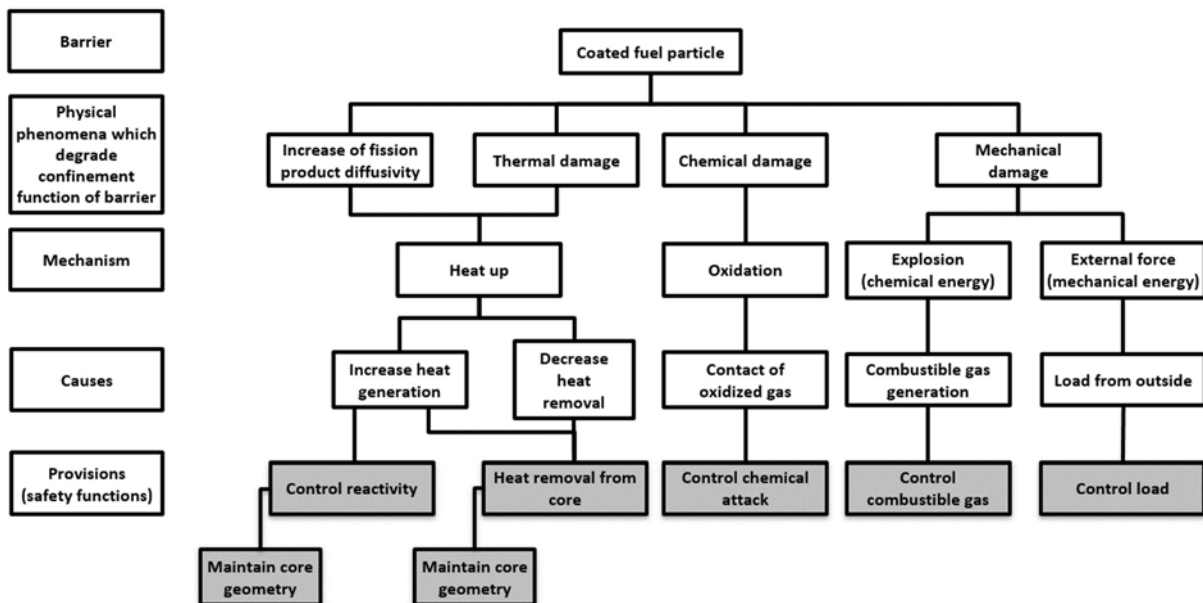 Barrier
Coated fuel particle
Physical
phenomena which
degrade
confinement
function of barrier
Increase of fission
product diffusivity
Thermal damage
Chemical damage
Mechanical
damage
Mechanism
Heat up
Oxidation
Explosion
(chemical energy)
External force
(mechanical energy)
Causes
Increase heat
generation
Decrease
heat
removal
Contact of
oxidized gas
Combustible gas
generation
Load from outside
Provisions
(safety functions)
Control reactivity
Heat removal from
core
Control chemical
attack
Control
combustible gas
Control load
Maintain core
geometry
Maintain core
geometry